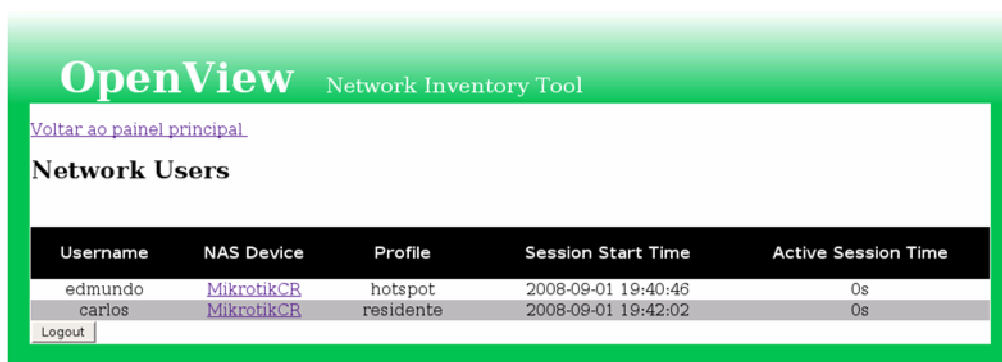 OpenView Network Inventory Tool
Voltar ao painel principal
Network Users
Username NAS Device Profile Session Start Time Active Session Time
edmundo MikrotikCR hotspot 2008-09-01 19:40:46 0s
carlos MikrotikCR residente 2008-09-01 19:42:02 0s
Logout